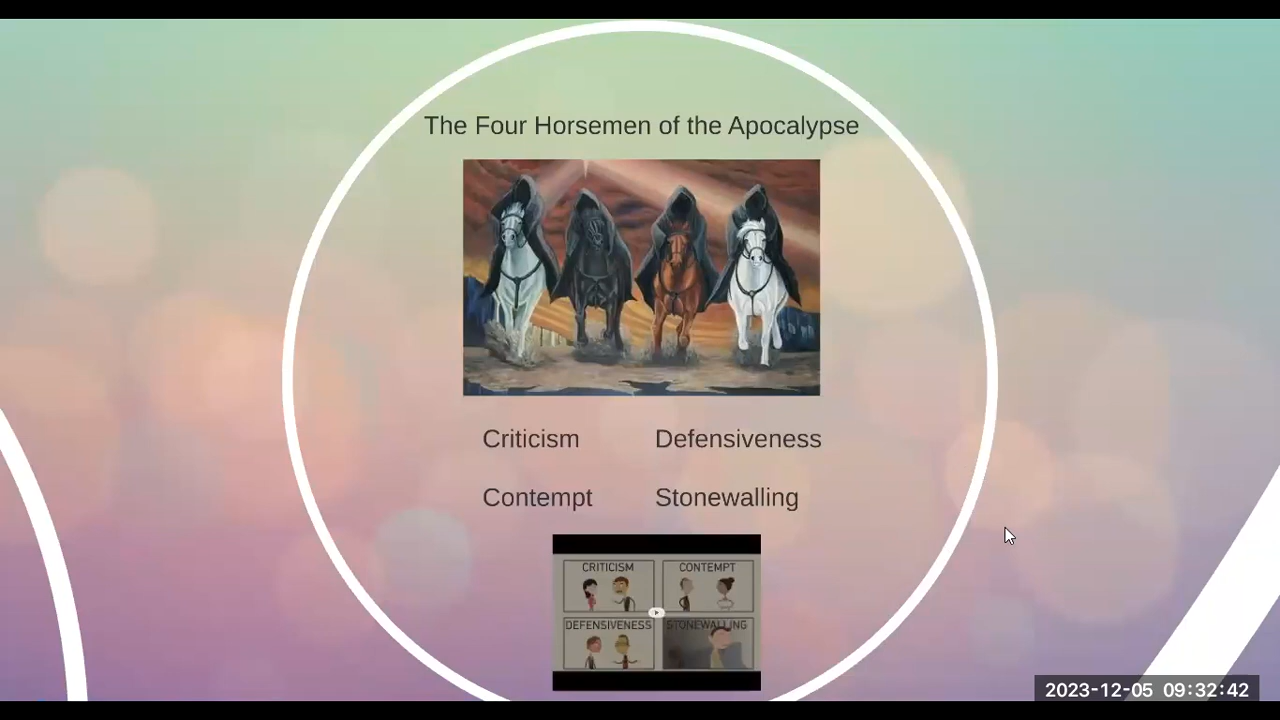 The Four Horsemen of the Apocalypse
Criticism Defensiveness
Contempt Stonewalling
CRITICISM CONTEMPT
DEFENSIVENESS STONEWALLING
2023-12-05 09:32:42